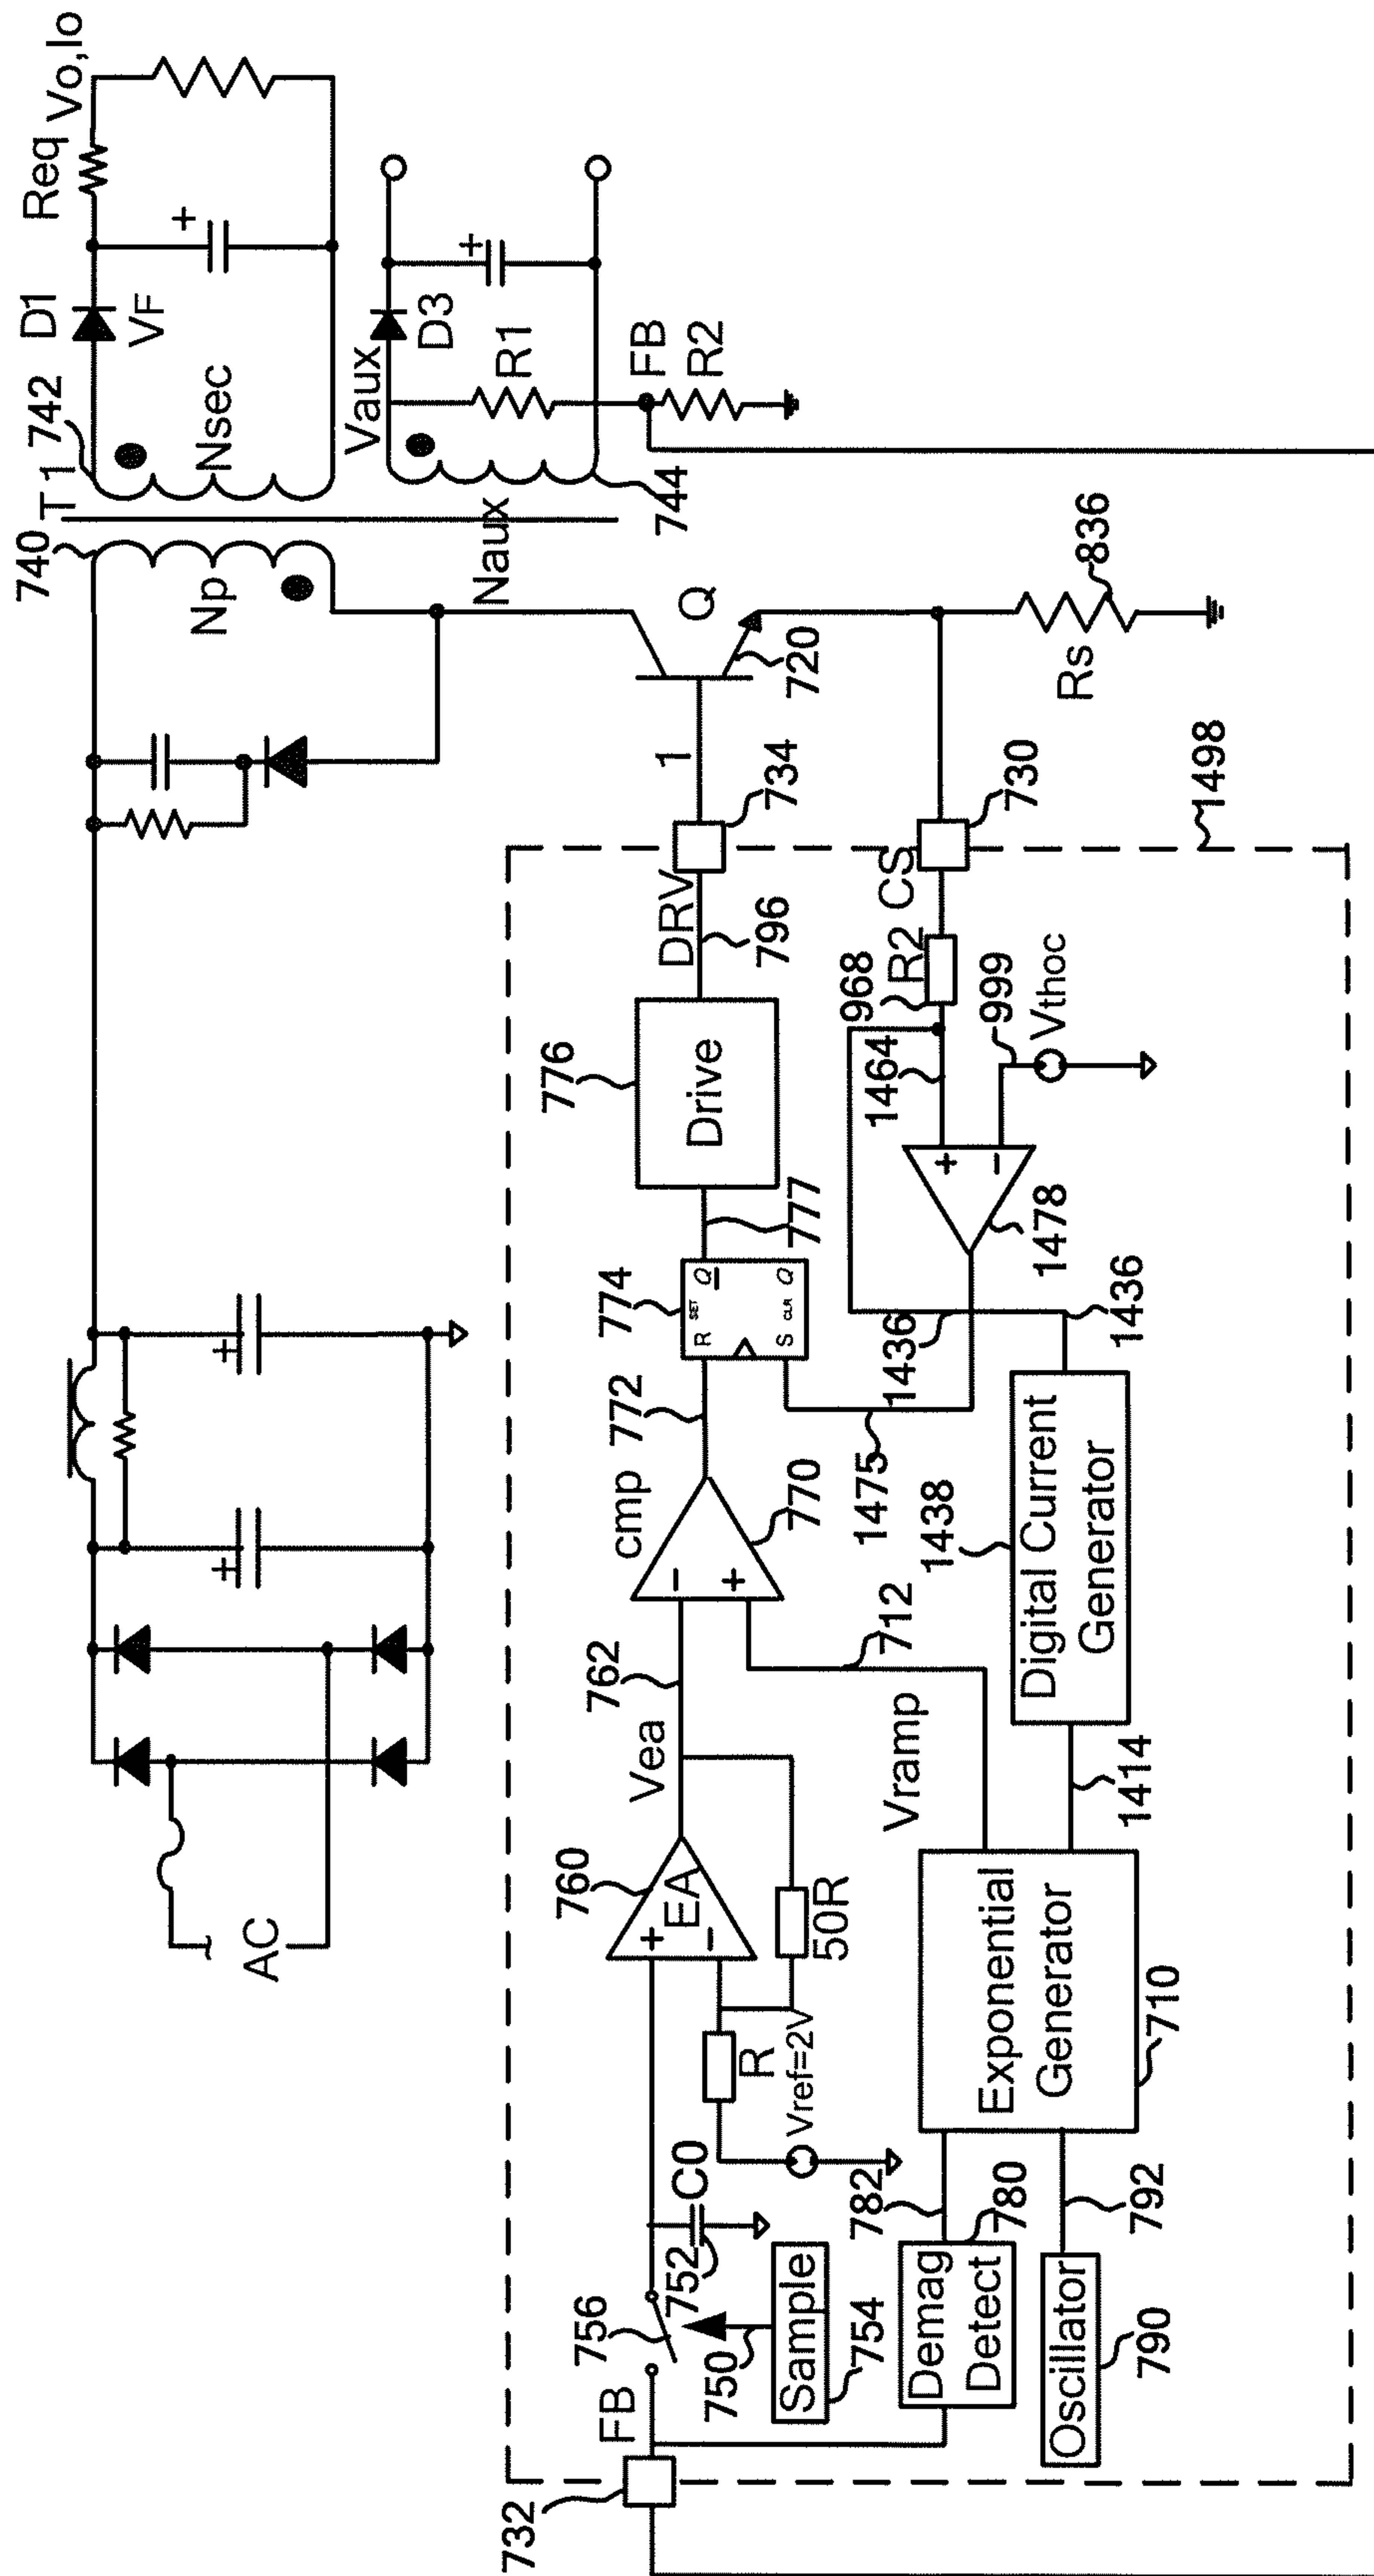 740
T1
742
D1
Req
Vo,Io
Np
Nsec
VF
AC
Vaux
D3
Naux
R1
744
FB
R2
Q
720
1
734
836
Rs
1498
732
FB
756
752
C0
750
Sample
754
760
EA
+
−
R
Vref=2V
50R
Vea
762
cmp
−
+
770
772
774
R
SET
Q
S
CLR
Q
777
776
Drive
DRV
796
CS
730
R2
968
1464
999
Vthoc
+
−
1478
1436
1436
1475
1438
Digital Current
Generator
712
Vramp
1414
Exponential
Generator
710
782
780
Demag
Detect
792
Oscillator
790